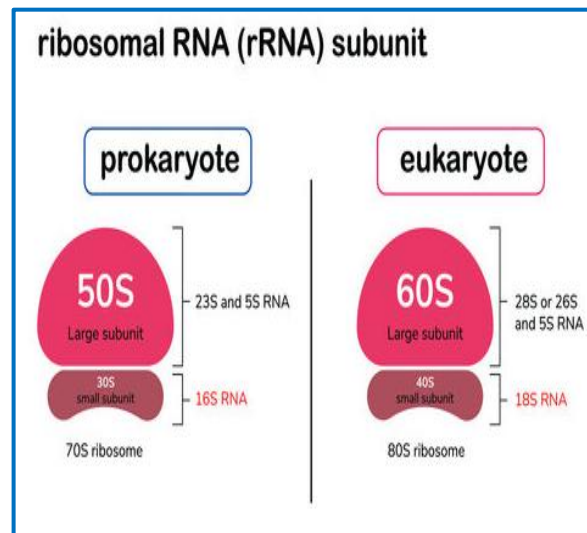 ribosomal RNA (rRNA) subunit
prokaryote
50S
Large subunit
23S and 5S RNA
30S
small subunit
16S RNA
70S ribosome
eukaryote
60S
Large subunit
28S or 26S
and 5S RNA
40S
small subunit
18S RNA
80S ribosome